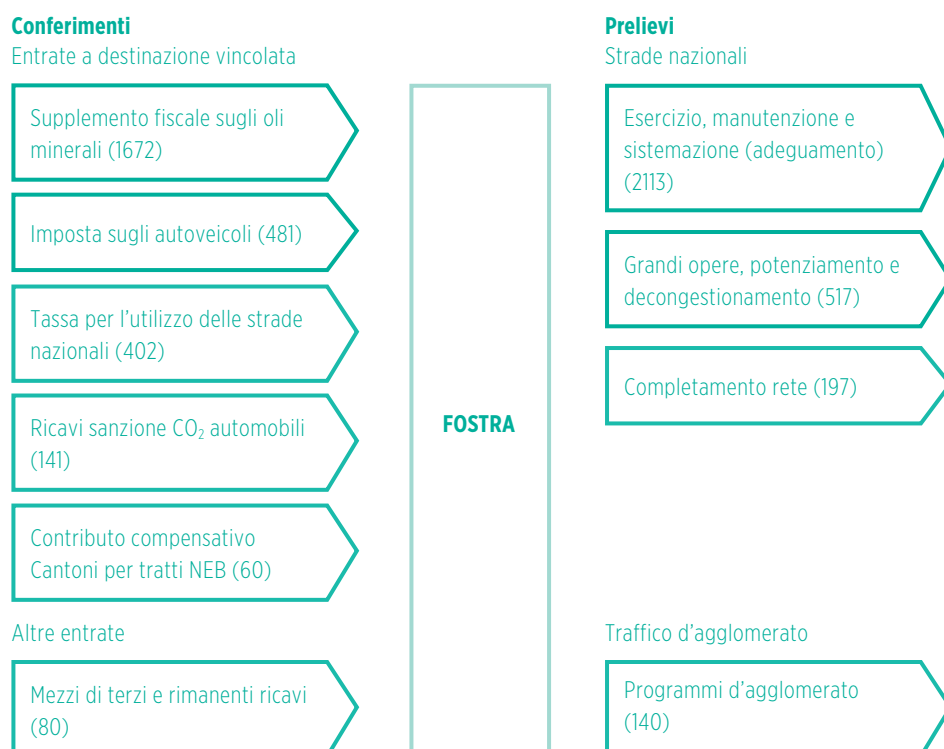 Conferimenti
Entrate a destinazione vincolata
Supplemento fiscale sugli oli
minerali (1672)
Imposta sugli autoveicoli (481)
Tassa per l'utilizzo delle strade
nazionali (402)
Ricavi sanzione CO₂ automobili
(141)
Contributo compensativo
Cantoni per tratti NEB (60)
Altre entrate
Mezzi di terzi e rimanenti ricavi
(80)
FOSTRA
Prelievi
Strade nazionali
Esercizio, manutenzione e
sistemazione (adeguamento)
(2113)
Grandi opere, potenziamento e
decongestionamento (517)
Completamento rete (197)
Traffico d'agglomerato
Programmi d'agglomerato
(140)